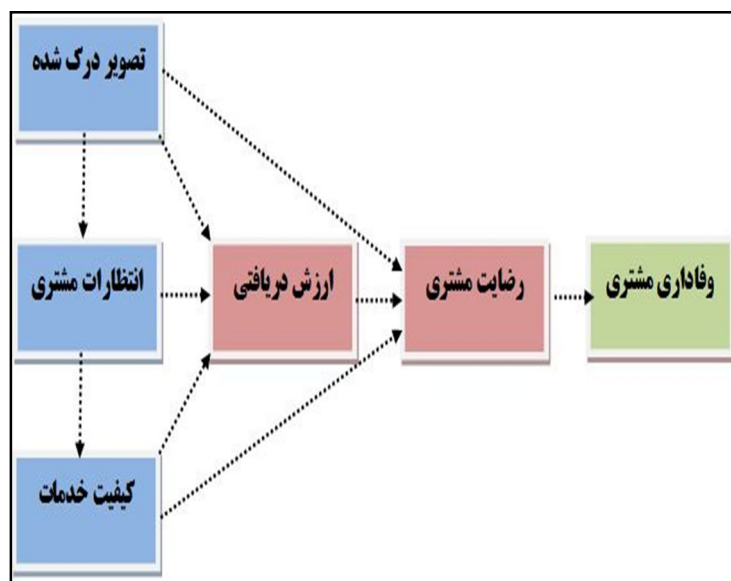 تصویر درک شده
انتظارات مشتری
ارزش دریافتی
رضایت مشتری
وفاداری مشتری
کیفیت خدمات